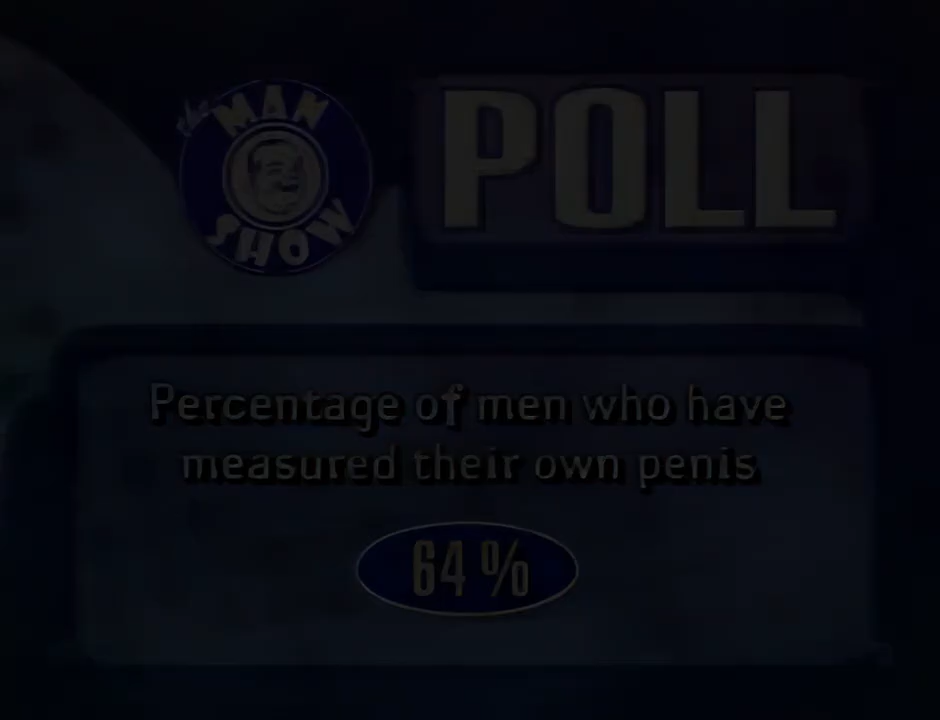 the
MAN
SHOW
POLL
Percentage of men who have
measured their own penis
64%